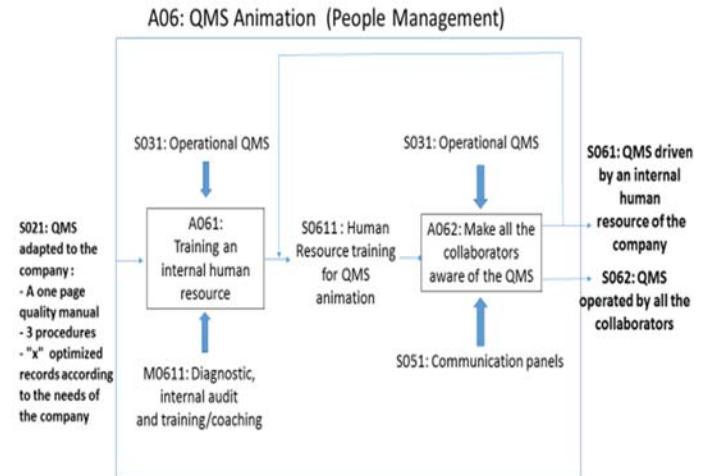 A06: QMS Animation (People Management)
S031: Operational QMS
S031: Operational QMS
S021: QMS
adapted to the
company :
- A one page
quality manual
- 3 procedures
- "x" optimized
records according
to the needs of
the company
A061:
Training an
internal human
resource
S0611 : Human
Resource training
for QMS
animation
A062: Make all the
collaborators
aware of the QMS
S061: QMS driven
by an internal
human
resource of the
company
S062: QMS
operated by all the
collaborators
M0611: Diagnostic,
internal audit
and training/coaching
S051: Communication panels